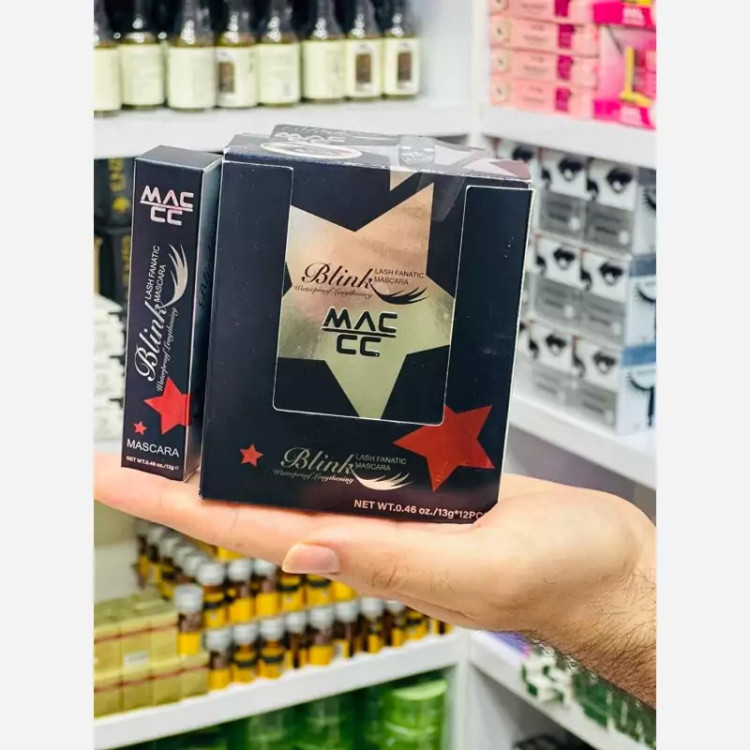 MAC
CC
Blink
LASH FANATIC
MASCARA
Waterproof Lengthening
MASCARA
NET WT.0.46 oz./13g
Blink
LASH FANATIC
MASCARA
Waterproof Lengthening
MAC
CC
Blink
LASH FANATIC
MASCARA
Waterproof Lengthening
NET WT.0.46 oz./13g*12PC